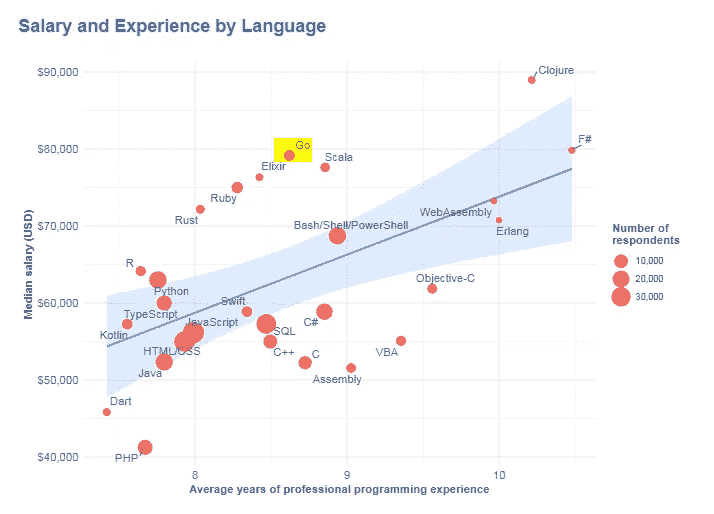 Salary and Experience by Language
Median salary (USD)
$90,000
$80,000
$70,000
$60,000
$50,000
$40,000
Clojure
F#
Go
Scala
Elixir
Ruby
Rust
WebAssembly
Erlang
Bash/Shell/PowerShell
R
Python
Objective-C
TypeScript
Swift
Kotlin
JavaScript
C#
SQL
HTML/CSS
C++
C
VBA
Java
Assembly
Dart
PHP
8
9
10
Average years of professional programming experience
Number of
respondents
10,000
20,000
30,000